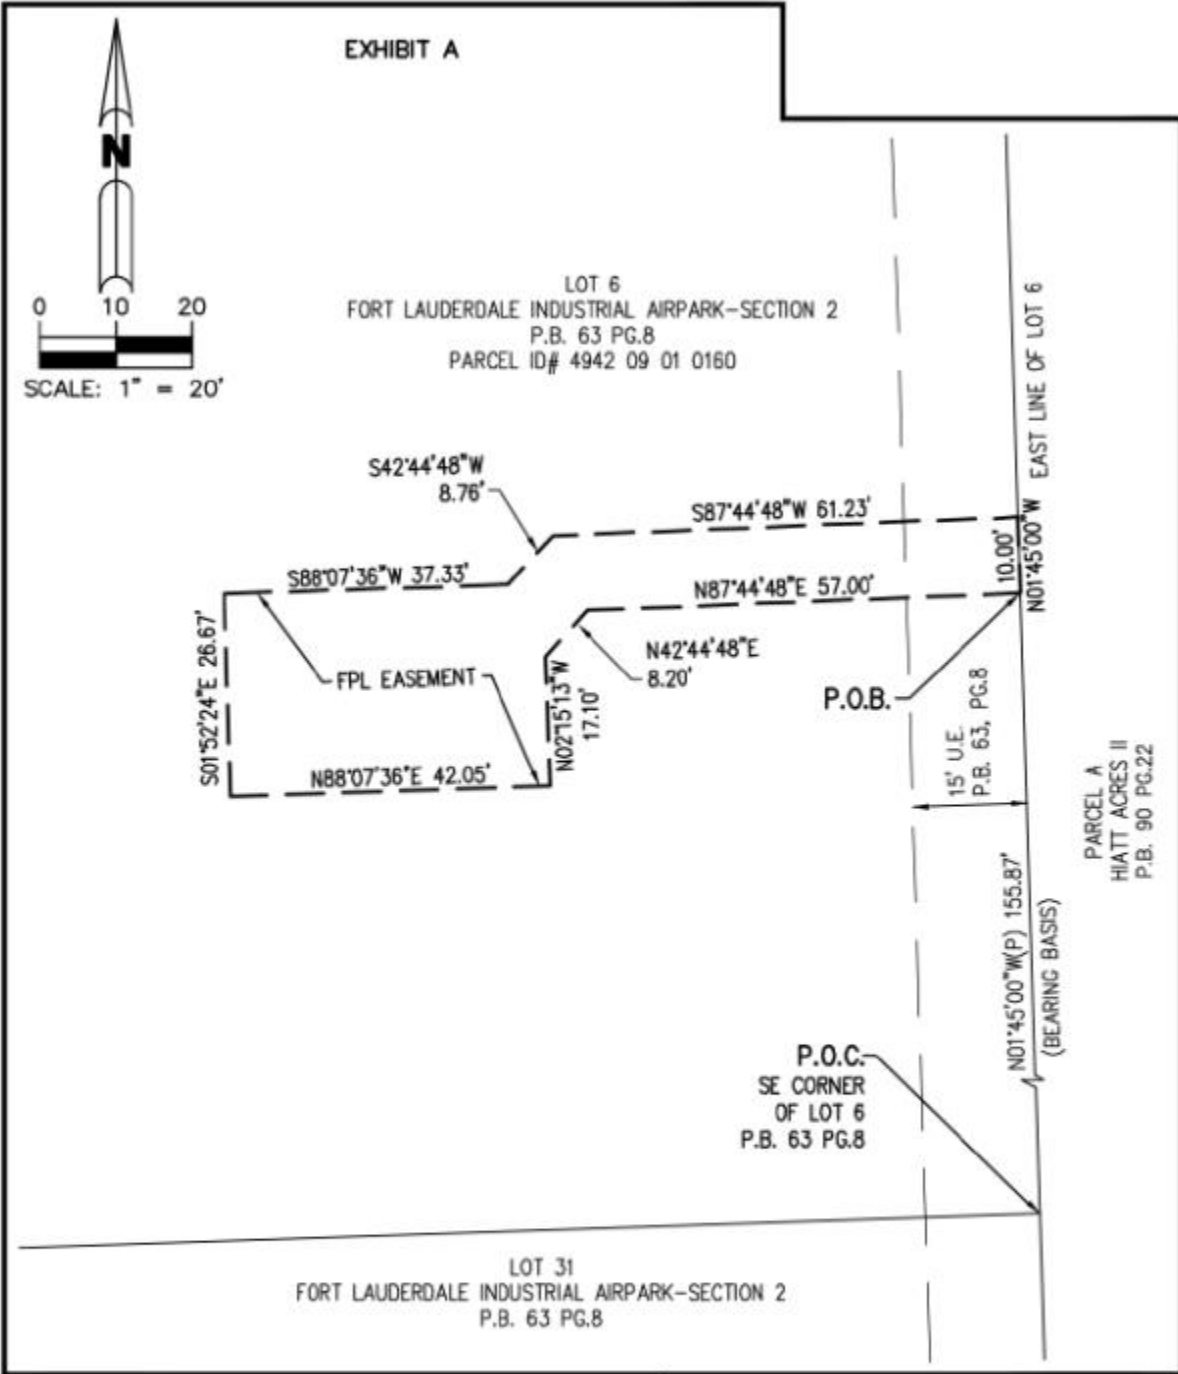 EXHIBIT A
N
0 10 20
SCALE: 1" = 20'
LOT 6
FORT LAUDERDALE INDUSTRIAL AIRPARK-SECTION 2
P.B. 63 PG.8
PARCEL ID# 4942 09 01 0160
EAST LINE OF LOT 6
S42°44'48"W
8.76'
S87°44'48"W 61.23'
10.00'
N01°45'00"W
S88°07'36"W 37.33'
N87°44'48"E 57.00'
S01°52'24"E 26.67'
FPL EASEMENT
N02°15'13"W
17.10'
N42°44'48"E
8.20'
P.O.B.
N88°07'36"E 42.05'
15' U.E.
P.B. 63, PG.8
PARCEL A
HIATT ACRES II
P.B. 90 PG.22
N01°45'00"W(P) 155.87'
(BEARING BASIS)
P.O.C.
SE CORNER
OF LOT 6
P.B. 63 PG.8
LOT 31
FORT LAUDERDALE INDUSTRIAL AIRPARK-SECTION 2
P.B. 63 PG.8